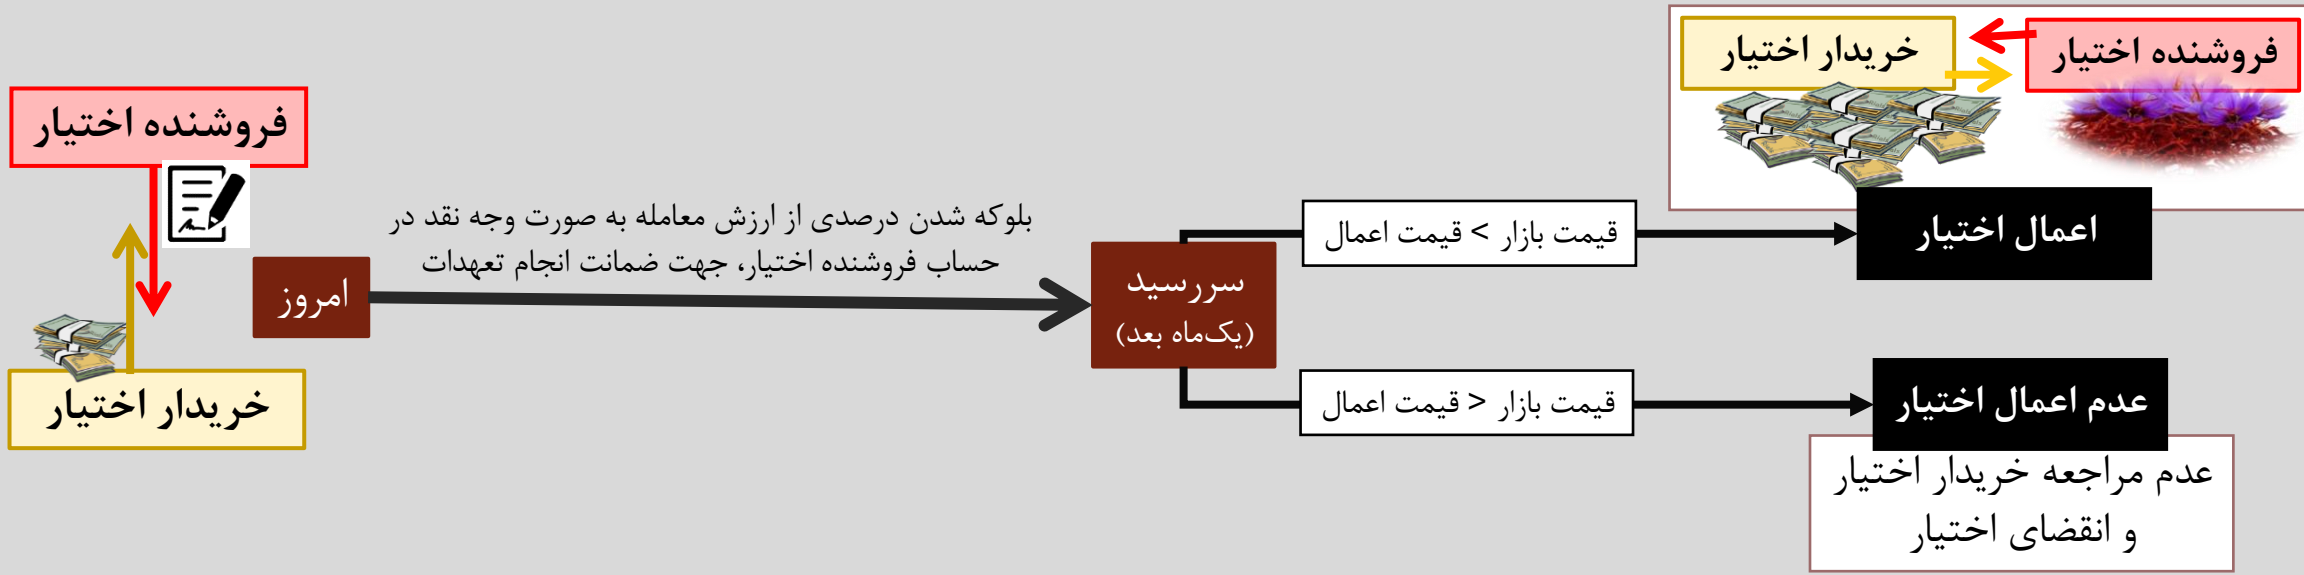 فروشنده اختیار
خریدار اختیار
امروز
بلوکه شدن درصدی از ارزش معامله به صورت وجه نقد در
حساب فروشنده اختیار، جهت ضمانت انجام تعهدات
سررسید
(یک‌ماه بعد)
قیمت بازار > قیمت اعمال
اعمال اختیار
فروشنده اختیار
خریدار اختیار
قیمت بازار < قیمت اعمال
عدم اعمال اختیار
عدم مراجعه خریدار اختیار
و انقضای اختیار